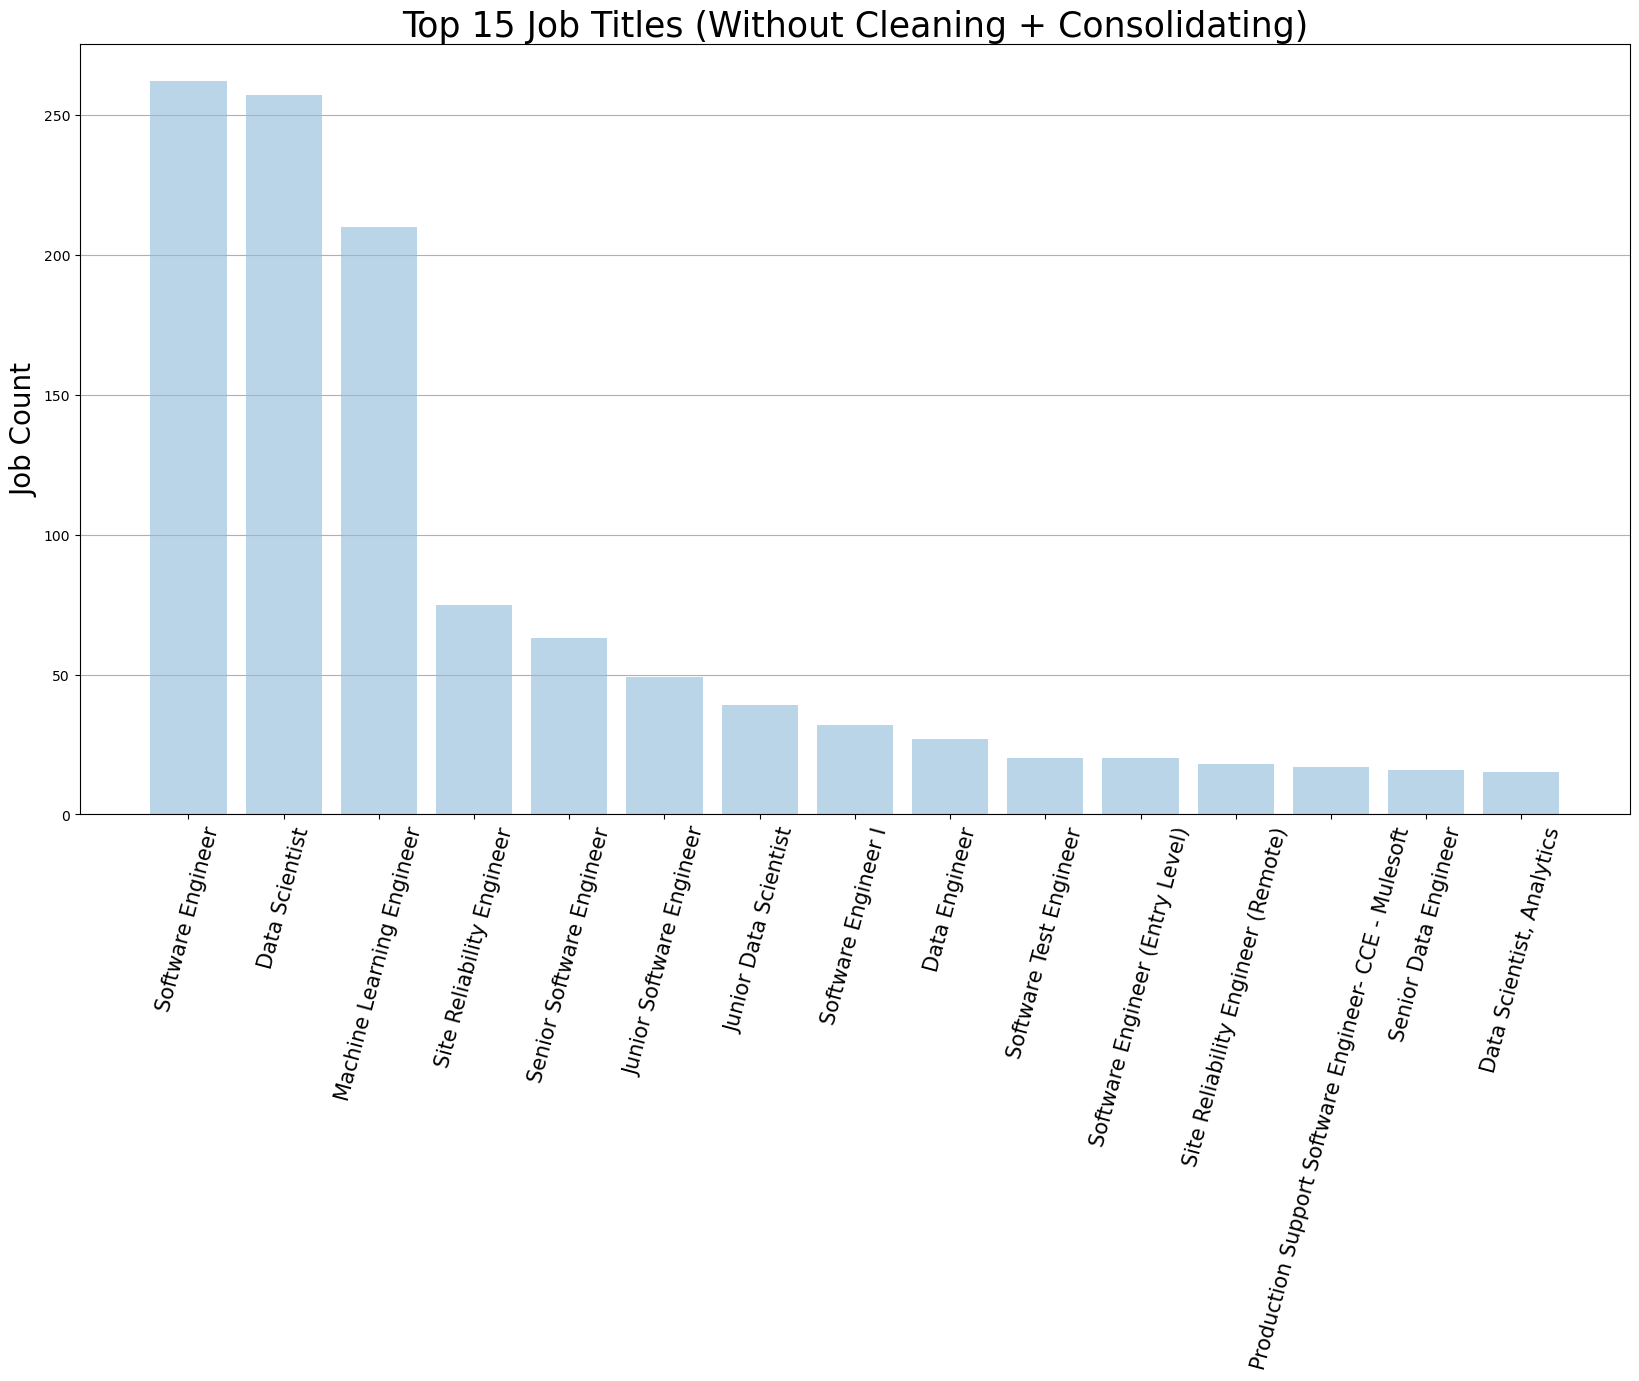 Top 15 Job Titles (Without Cleaning + Consolidating)
Job Count
250
200
150
100
50
0
Software Engineer
Data Scientist
Machine Learning Engineer
Site Reliability Engineer
Senior Software Engineer
Junior Software Engineer
Junior Data Scientist
Software Engineer I
Data Engineer
Software Test Engineer
Software Engineer (Entry Level)
Site Reliability Engineer (Remote)
Production Support Software Engineer- CCE - Mulesoft
Senior Data Engineer
Data Scientist, Analytics